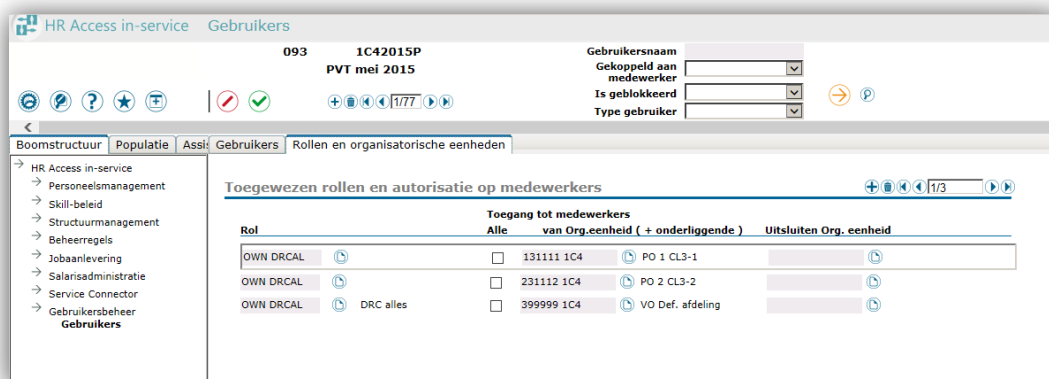 HR Access in-service Gebruikers
093 1C42015P
PVT mei 2015
Gebruikersnaam
Gekoppeld aan medewerker
Is geblokkeerd
Type gebruiker
1/77
Boomstructuur Populatie Assi Gebruikers Rollen en organisatorische eenheden
HR Access in-service
Personeelsmanagement
Skill-beleid
Structuurmanagement
Beheerregels
Jobaanlevering
Salarisadministratie
Service Connector
Gebruikersbeheer
Gebruikers
Toegewezen rollen en autorisatie op medewerkers 1/3
Toegang tot medewerkers
Rol Alle van Org.eenheid ( + onderliggende ) Uitsluiten Org. eenheid
OWN DRCAL 131111 1C4 PO 1 CL3-1
OWN DRCAL 231112 1C4 PO 2 CL3-2
OWN DRCAL DRC alles 399999 1C4 VO Def. afdeling